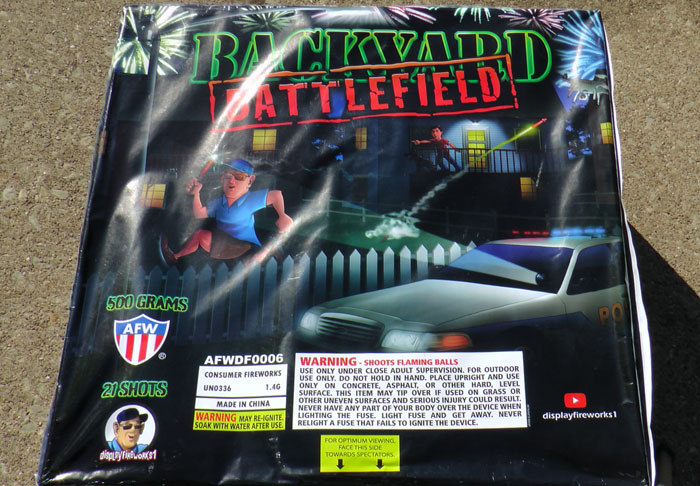 BACKYARD
BATTLEFIELD
500 GRAMS
AFW
®
21 SHOTS
displayfireworks1
AFWDF0006
CONSUMER FIREWORKS
UN0336 1.4G
MADE IN CHINA
WARNING MAY RE-IGNITE.
SOAK WITH WATER AFTER USE
WARNING - SHOOTS FLAMING BALLS
USE ONLY UNDER CLOSE ADULT SUPERVISION. FOR OUTDOOR
USE ONLY. DO NOT HOLD IN HAND. PLACE UPRIGHT AND USE
ONLY ON CONCRETE, ASPHALT, OR OTHER HARD, LEVEL
SURFACE. THIS ITEM MAY TIP OVER IF USED ON GRASS OR
OTHER UNEVEN SURFACES AND SERIOUS INJURY COULD RESULT.
NEVER HAVE ANY PART OF YOUR BODY OVER THE DEVICE WHEN
LIGHTING THE FUSE. LIGHT FUSE AND GET AWAY. NEVER
RELIGHT A FUSE THAT FAILS TO IGNITE THE DEVICE.
PO
displayfireworks1
FOR OPTIMUM VIEWING,
FACE THIS SIDE
TOWARDS SPECTATORS.